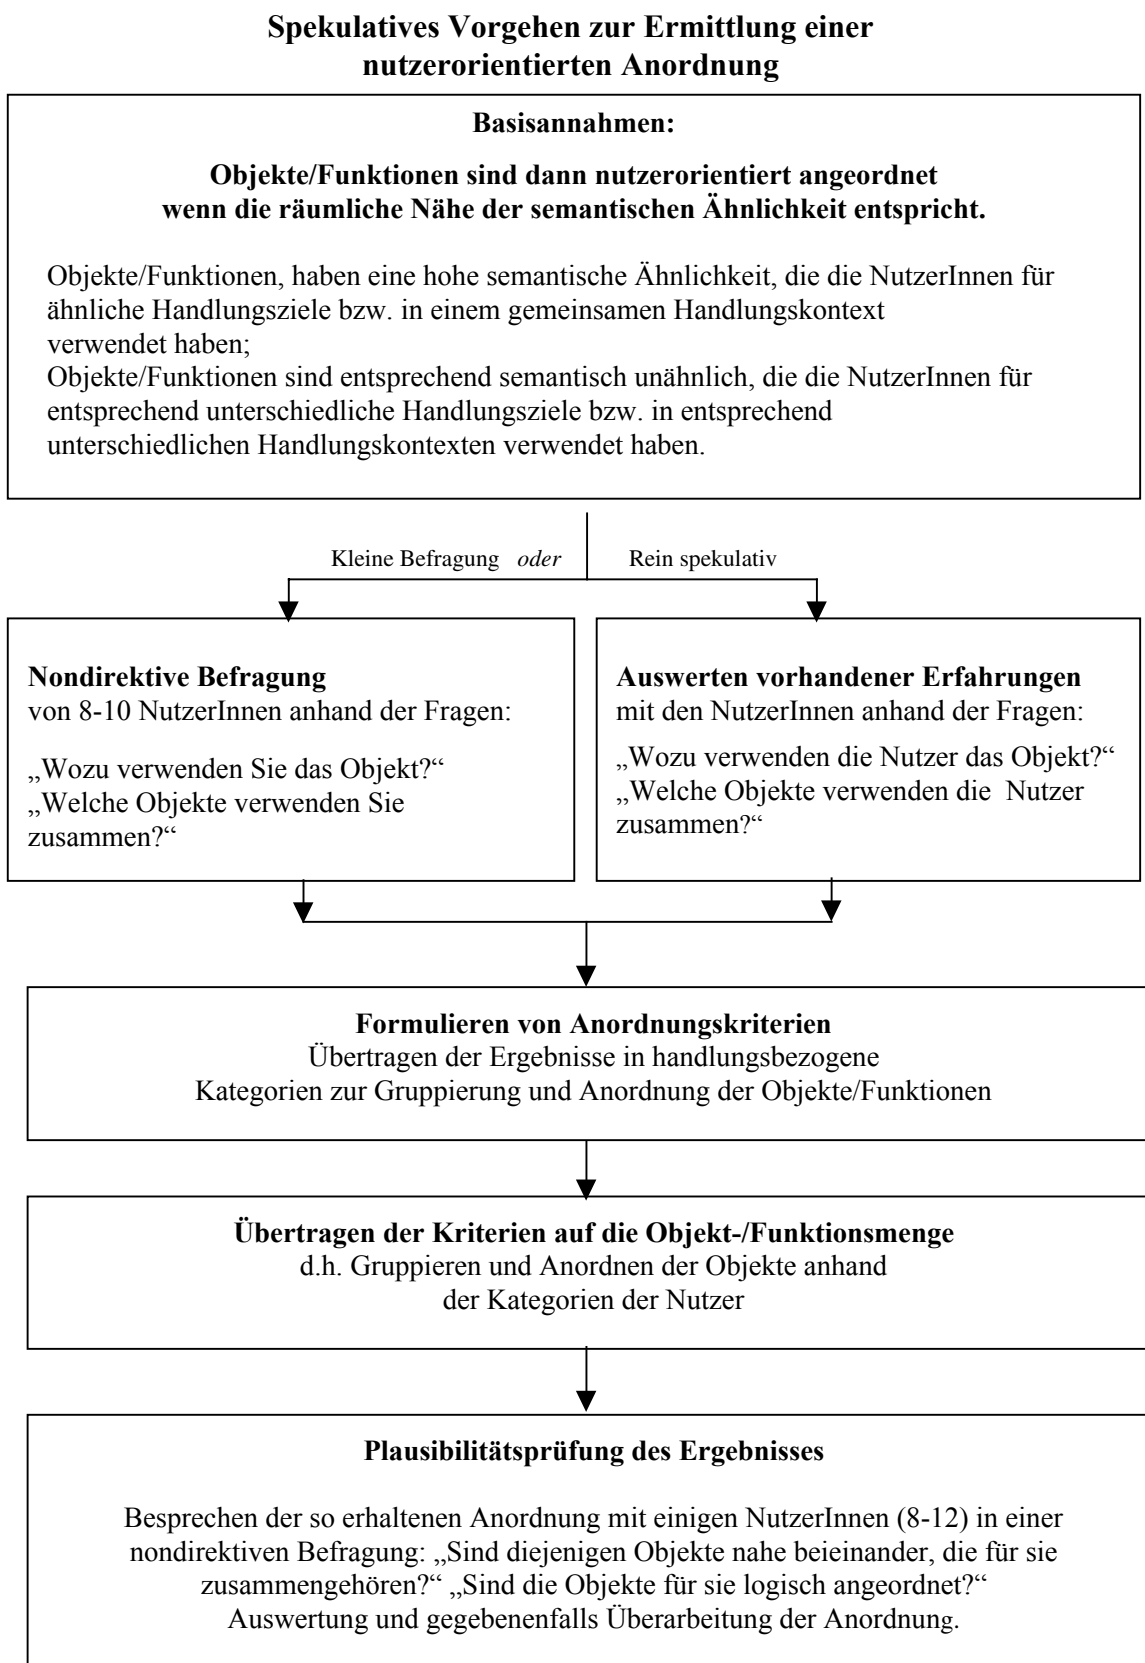 Spekulatives Vorgehen zur Ermittlung einer
nutzerorientierten Anordnung
Basisannahmen:
Objekte/Funktionen sind dann nutzerorientiert angeordnet
wenn die räumliche Nähe der semantischen Ähnlichkeit entspricht.
Objekte/Funktionen, haben eine hohe semantische Ähnlichkeit, die die NutzerInnen für
ähnliche Handlungsziele bzw. in einem gemeinsamen Handlungskontext
verwendet haben;
Objekte/Funktionen sind entsprechend semantisch unähnlich, die die NutzerInnen für
entsprechend unterschiedliche Handlungsziele bzw. in entsprechend
unterschiedlichen Handlungskontexten verwendet haben.
Kleine Befragung oder Rein spekulativ
Nondirektive Befragung
von 8-10 NutzerInnen anhand der Fragen:
„Wozu verwenden Sie das Objekt?“
„Welche Objekte verwenden Sie
zusammen?“
Auswerten vorhandener Erfahrungen
mit den NutzerInnen anhand der Fragen:
„Wozu verwenden die Nutzer das Objekt?“
„Welche Objekte verwenden die Nutzer
zusammen?“
Formulieren von Anordnungskriterien
Übertragen der Ergebnisse in handlungsbezogene
Kategorien zur Gruppierung und Anordnung der Objekte/Funktionen
Übertragen der Kriterien auf die Objekt-/Funktionsmenge
d.h. Gruppieren und Anordnen der Objekte anhand
der Kategorien der Nutzer
Plausibilitätsprüfung des Ergebnisses
Besprechen der so erhaltenen Anordnung mit einigen NutzerInnen (8-12) in einer
nondirektiven Befragung: „Sind diejenigen Objekte nahe beieinander, die für sie
zusammengehören?“ „Sind die Objekte für sie logisch angeordnet?“
Auswertung und gegebenenfalls Überarbeitung der Anordnung.